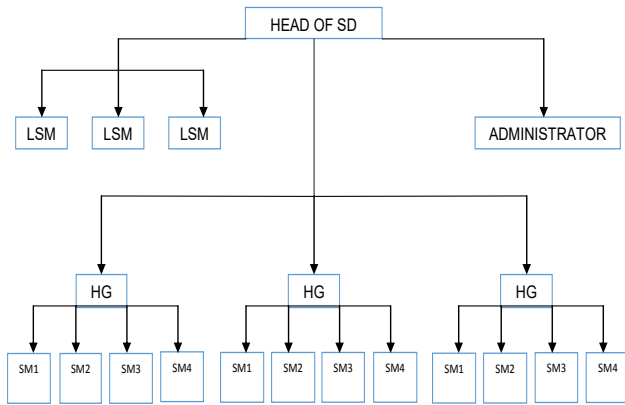 HEAD OF SD
LSM LSM LSM ADMINISTRATOR
HG HG HG
SM1 SM2 SM3 SM4 SM1 SM2 SM3 SM4 SM1 SM2 SM3 SM4